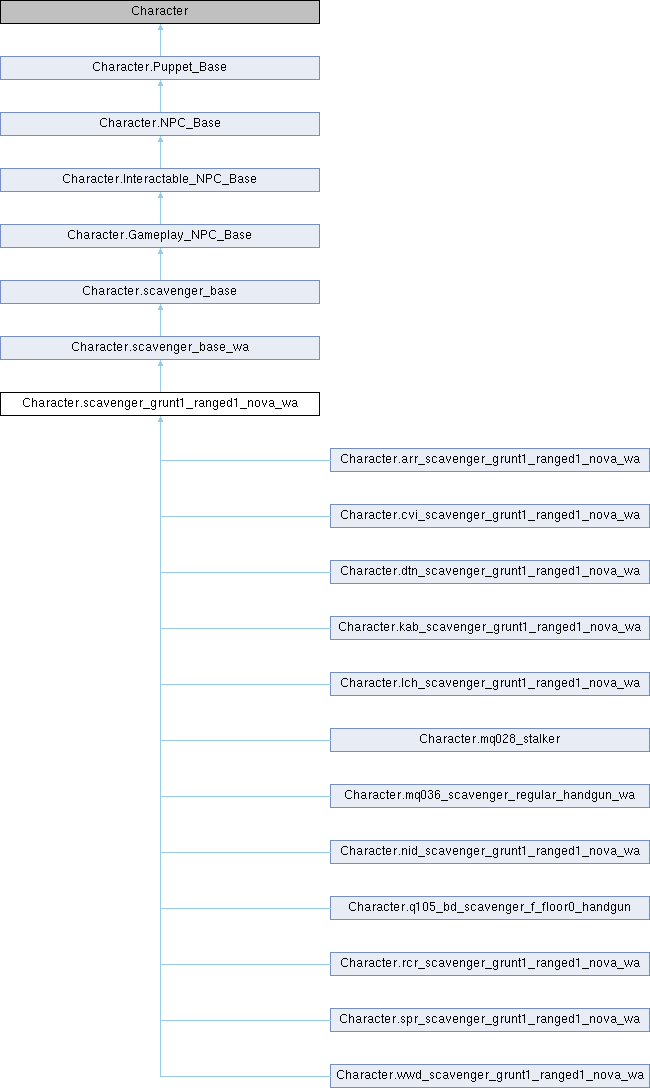 Character
Character.Puppet_Base
Character.NPC_Base
Character.Interactable_NPC_Base
Character.Gameplay_NPC_Base
Character.scavenger_base
Character.scavenger_base_wa
Character.scavenger_grunt1_ranged1_nova_wa
Character.arr_scavenger_grunt1_ranged1_nova_wa
Character.cvi_scavenger_grunt1_ranged1_nova_wa
Character.dtn_scavenger_grunt1_ranged1_nova_wa
Character.kab_scavenger_grunt1_ranged1_nova_wa
Character.lch_scavenger_grunt1_ranged1_nova_wa
Character.mq028_stalker
Character.mq036_scavenger_regular_handgun_wa
Character.nid_scavenger_grunt1_ranged1_nova_wa
Character.q105_bd_scavenger_f_floor0_handgun
Character.rcr_scavenger_grunt1_ranged1_nova_wa
Character.spr_scavenger_grunt1_ranged1_nova_wa
Character.wwd_scavenger_grunt1_ranged1_nova_wa